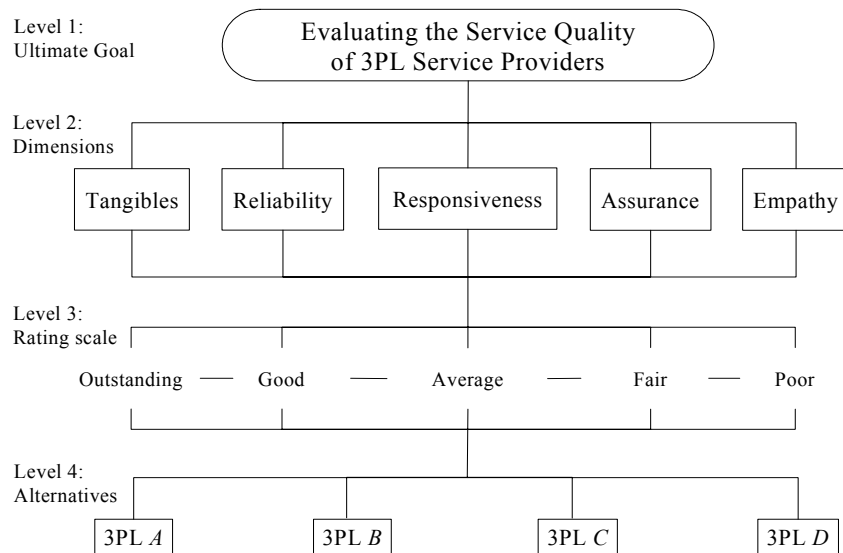 Level 1:
Ultimate Goal
Evaluating the Service Quality
of 3PL Service Providers
Level 2:
Dimensions
Tangibles
Reliability
Responsiveness
Assurance
Empathy
Level 3:
Rating scale
Outstanding
Good
Average
Fair
Poor
Level 4:
Alternatives
3PL A
3PL B
3PL C
3PL D